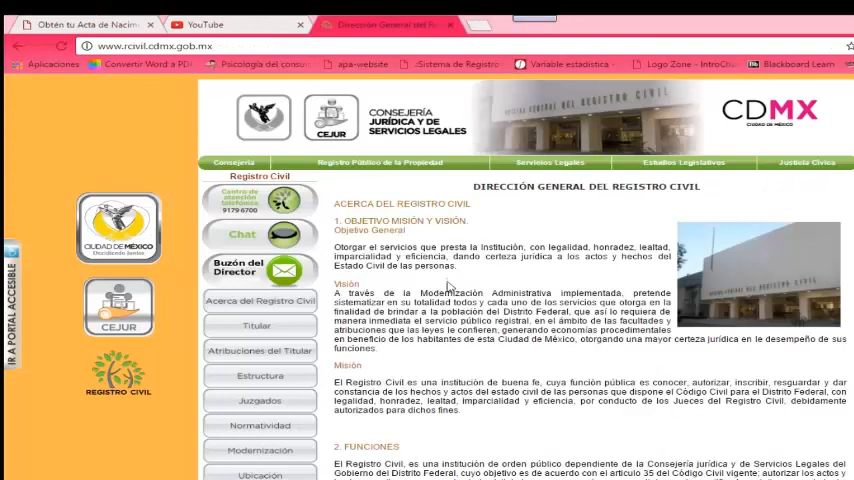 Obtén tu Acta de Nacim
YouTube
Dirección General del Re
www.rcivil.cdmx.gob.mx
Aplicaciones
Convertir Word a PD
Psicología del consu
apa-website
.:Sistema de Registro
Variable estadística -
Logo Zone - IntroCha
Blackboard Learn
CEJUR
CONSEJERÍA
JURÍDICA Y DE
SERVICIOS LEGALES
OFICINA CENTRAL DEL REGISTRO CIVIL
CDMX
CIUDAD DE MÉXICO
Consejería
Registro Público de la Propiedad
Servicios Legales
Estudios Legislativos
Justicia Cívica
Registro Civil
Centro de
atención
telefónica
9179 6700
Chat
Buzón del
Director
Acerca del Registro Civil
Titular
Atribuciones del Titular
Estructura
Juzgados
Normatividad
Modernización
Ubicación
CIUDAD DE MÉXICO
Decidiendo juntos
CEJUR
REGISTRO CIVIL
IR A PORTAL ACCESIBLE
DIRECCIÓN GENERAL DEL REGISTRO CIVIL
ACERCA DEL REGISTRO CIVIL
1. OBJETIVO MISIÓN Y VISIÓN.
Objetivo General
Otorgar el servicios que presta la Institución, con legalidad, honradez, lealtad,
imparcialidad y eficiencia, dando certeza jurídica a los actos y hechos del
Estado Civil de las personas.
Visión
A través de la Modernización Administrativa implementada, pretende
sistematizar en su totalidad todos y cada uno de los servicios que otorga en la
finalidad de brindar a la población del Distrito Federal, que así lo requiera de
manera inmediata el servicio público registral, en el ámbito de las facultades y
atribuciones que las leyes le confieren, generando economías procedimentales
en beneficio de los habitantes de esta Ciudad de México, otorgando una mayor certeza jurídica en le desempeño de sus
funciones.
Misión
El Registro Civil es una institución de buena fe, cuya función pública es conocer, autorizar, inscribir, resguardar y dar
constancia de los hechos y actos del estado civil de las personas que dispone el Código Civil para el Distrito Federal, con
legalidad, honradez, lealtad, imparcialidad y eficiencia, por conducto de los Jueces del Registro Civil, debidamente
autorizados para dichos fines.
2. FUNCIONES
El Registro Civil, es una institución de orden público dependiente de la Consejería jurídica y de Servicios Legales del
Gobierno del Distrito Federal, cuyo objetivo es de acuerdo con el articulo 35 del Código Civil vigente; autorizar los actos y